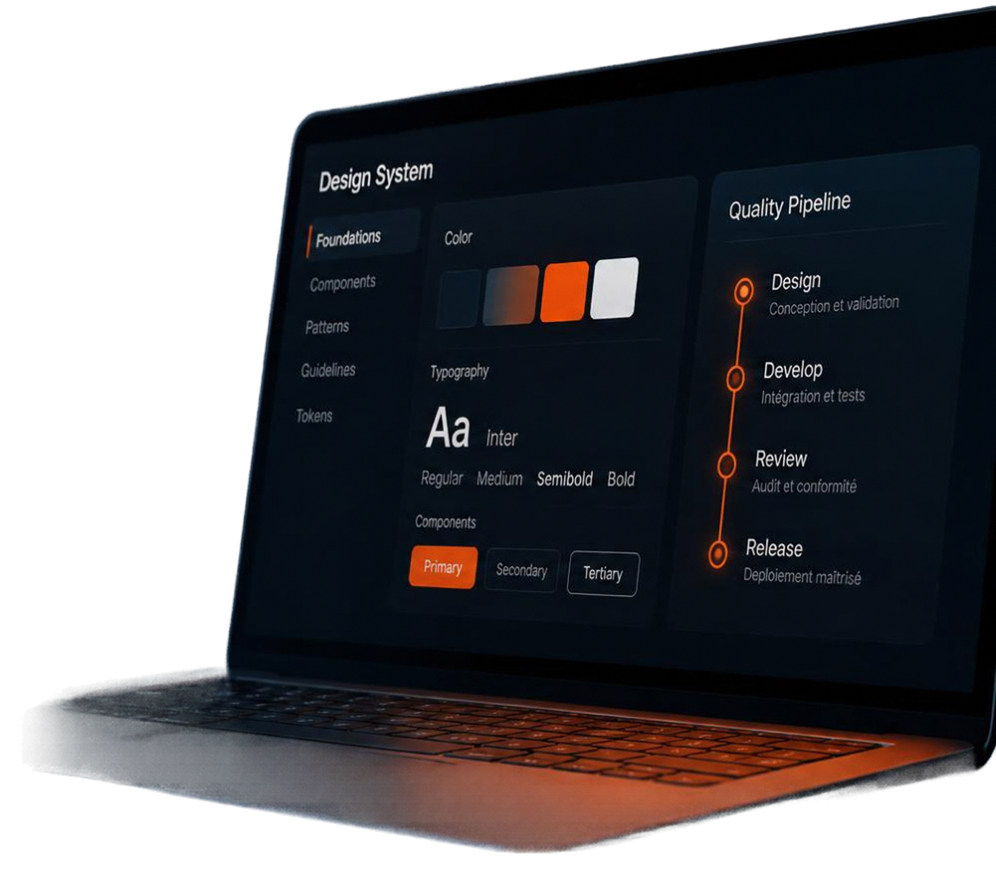 Design System
Foundations
Components
Patterns
Guidelines
Tokens
Color
Typography
Aa Inter
Regular Medium Semibold Bold
Components
Primary Secondary Tertiary
Quality Pipeline
Design
Conception et validation
Develop
Intégration et tests
Review
Audit et conformité
Release
Deploiement maîtrisé